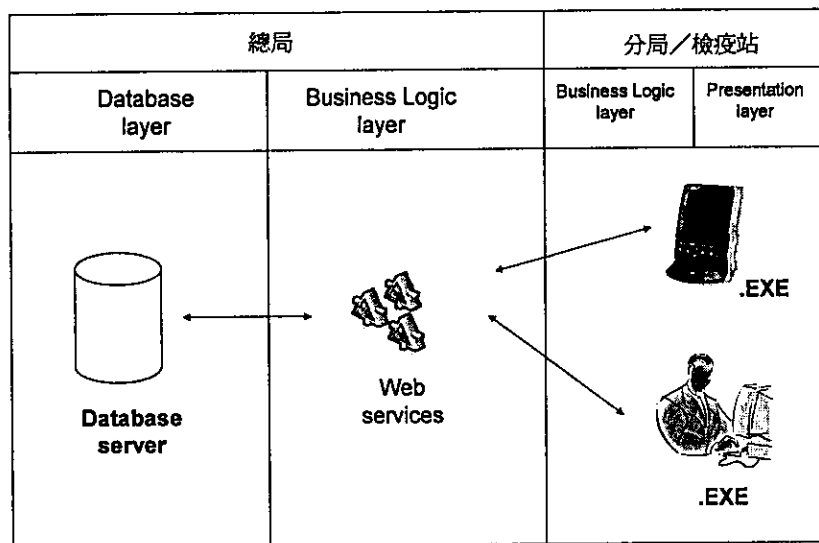 總局
分局／檢疫站
Database
layer
Business Logic
layer
Business Logic
layer
Presentation
layer
.EXE
Web
services
Database
server
.EXE